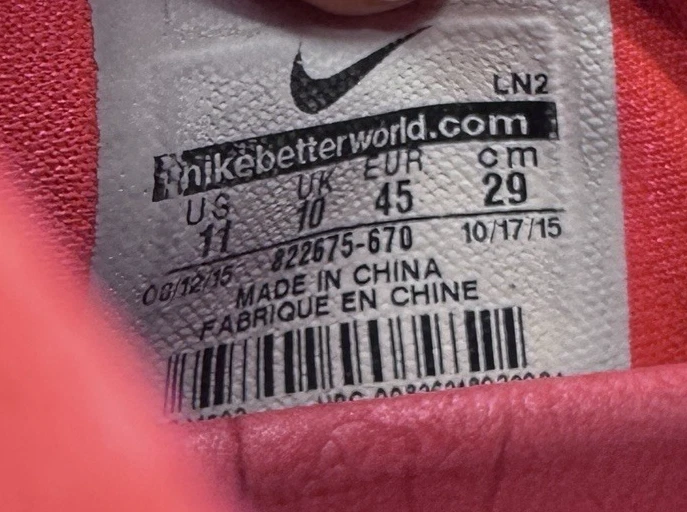 LN2
nikebetterworld.com
US UK EUR cm
11 10 45 29
822675-670
08/12/15 10/17/15
MADE IN CHINA
FABRIQUE EN CHINE